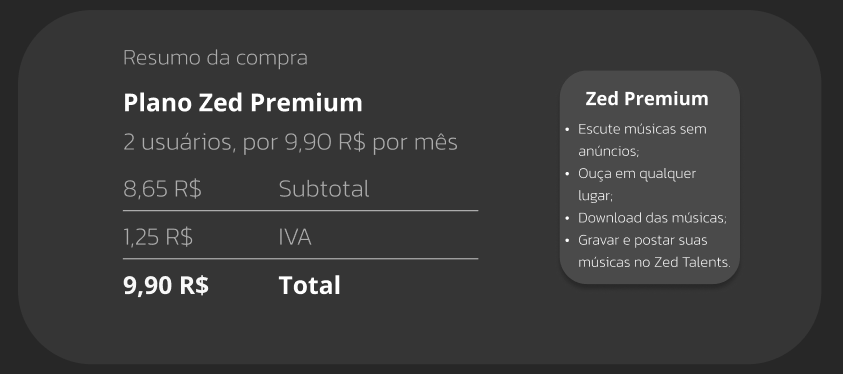 Resumo da compra
Plano Zed Premium
2 usuários, por 9,90 R$ por mês
8,65 R$ Subtotal
1,25 R$ IVA
9,90 R$ Total
Zed Premium
• Escute músicas sem
anúncios;
• Ouça em qualquer
lugar;
• Download das músicas;
• Gravar e postar suas
músicas no Zed Talents.